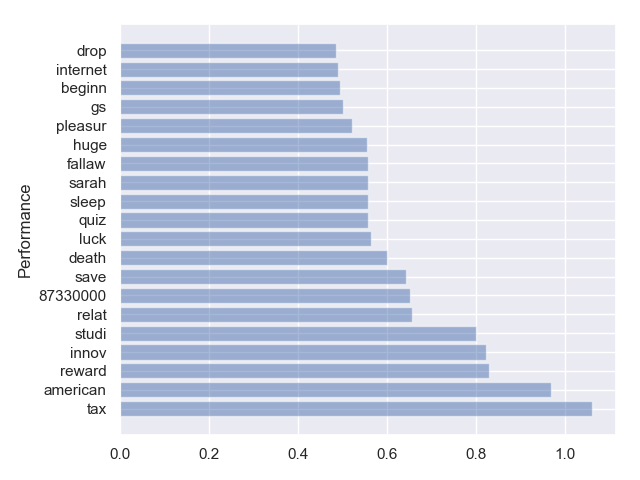 drop
internet
beginn
gs
pleasur
huge
fallaw
sarah
sleep
quiz
luck
death
save
87330000
relat
studi
innov
reward
american
tax
Performance
0.0 0.2 0.4 0.6 0.8 1.0